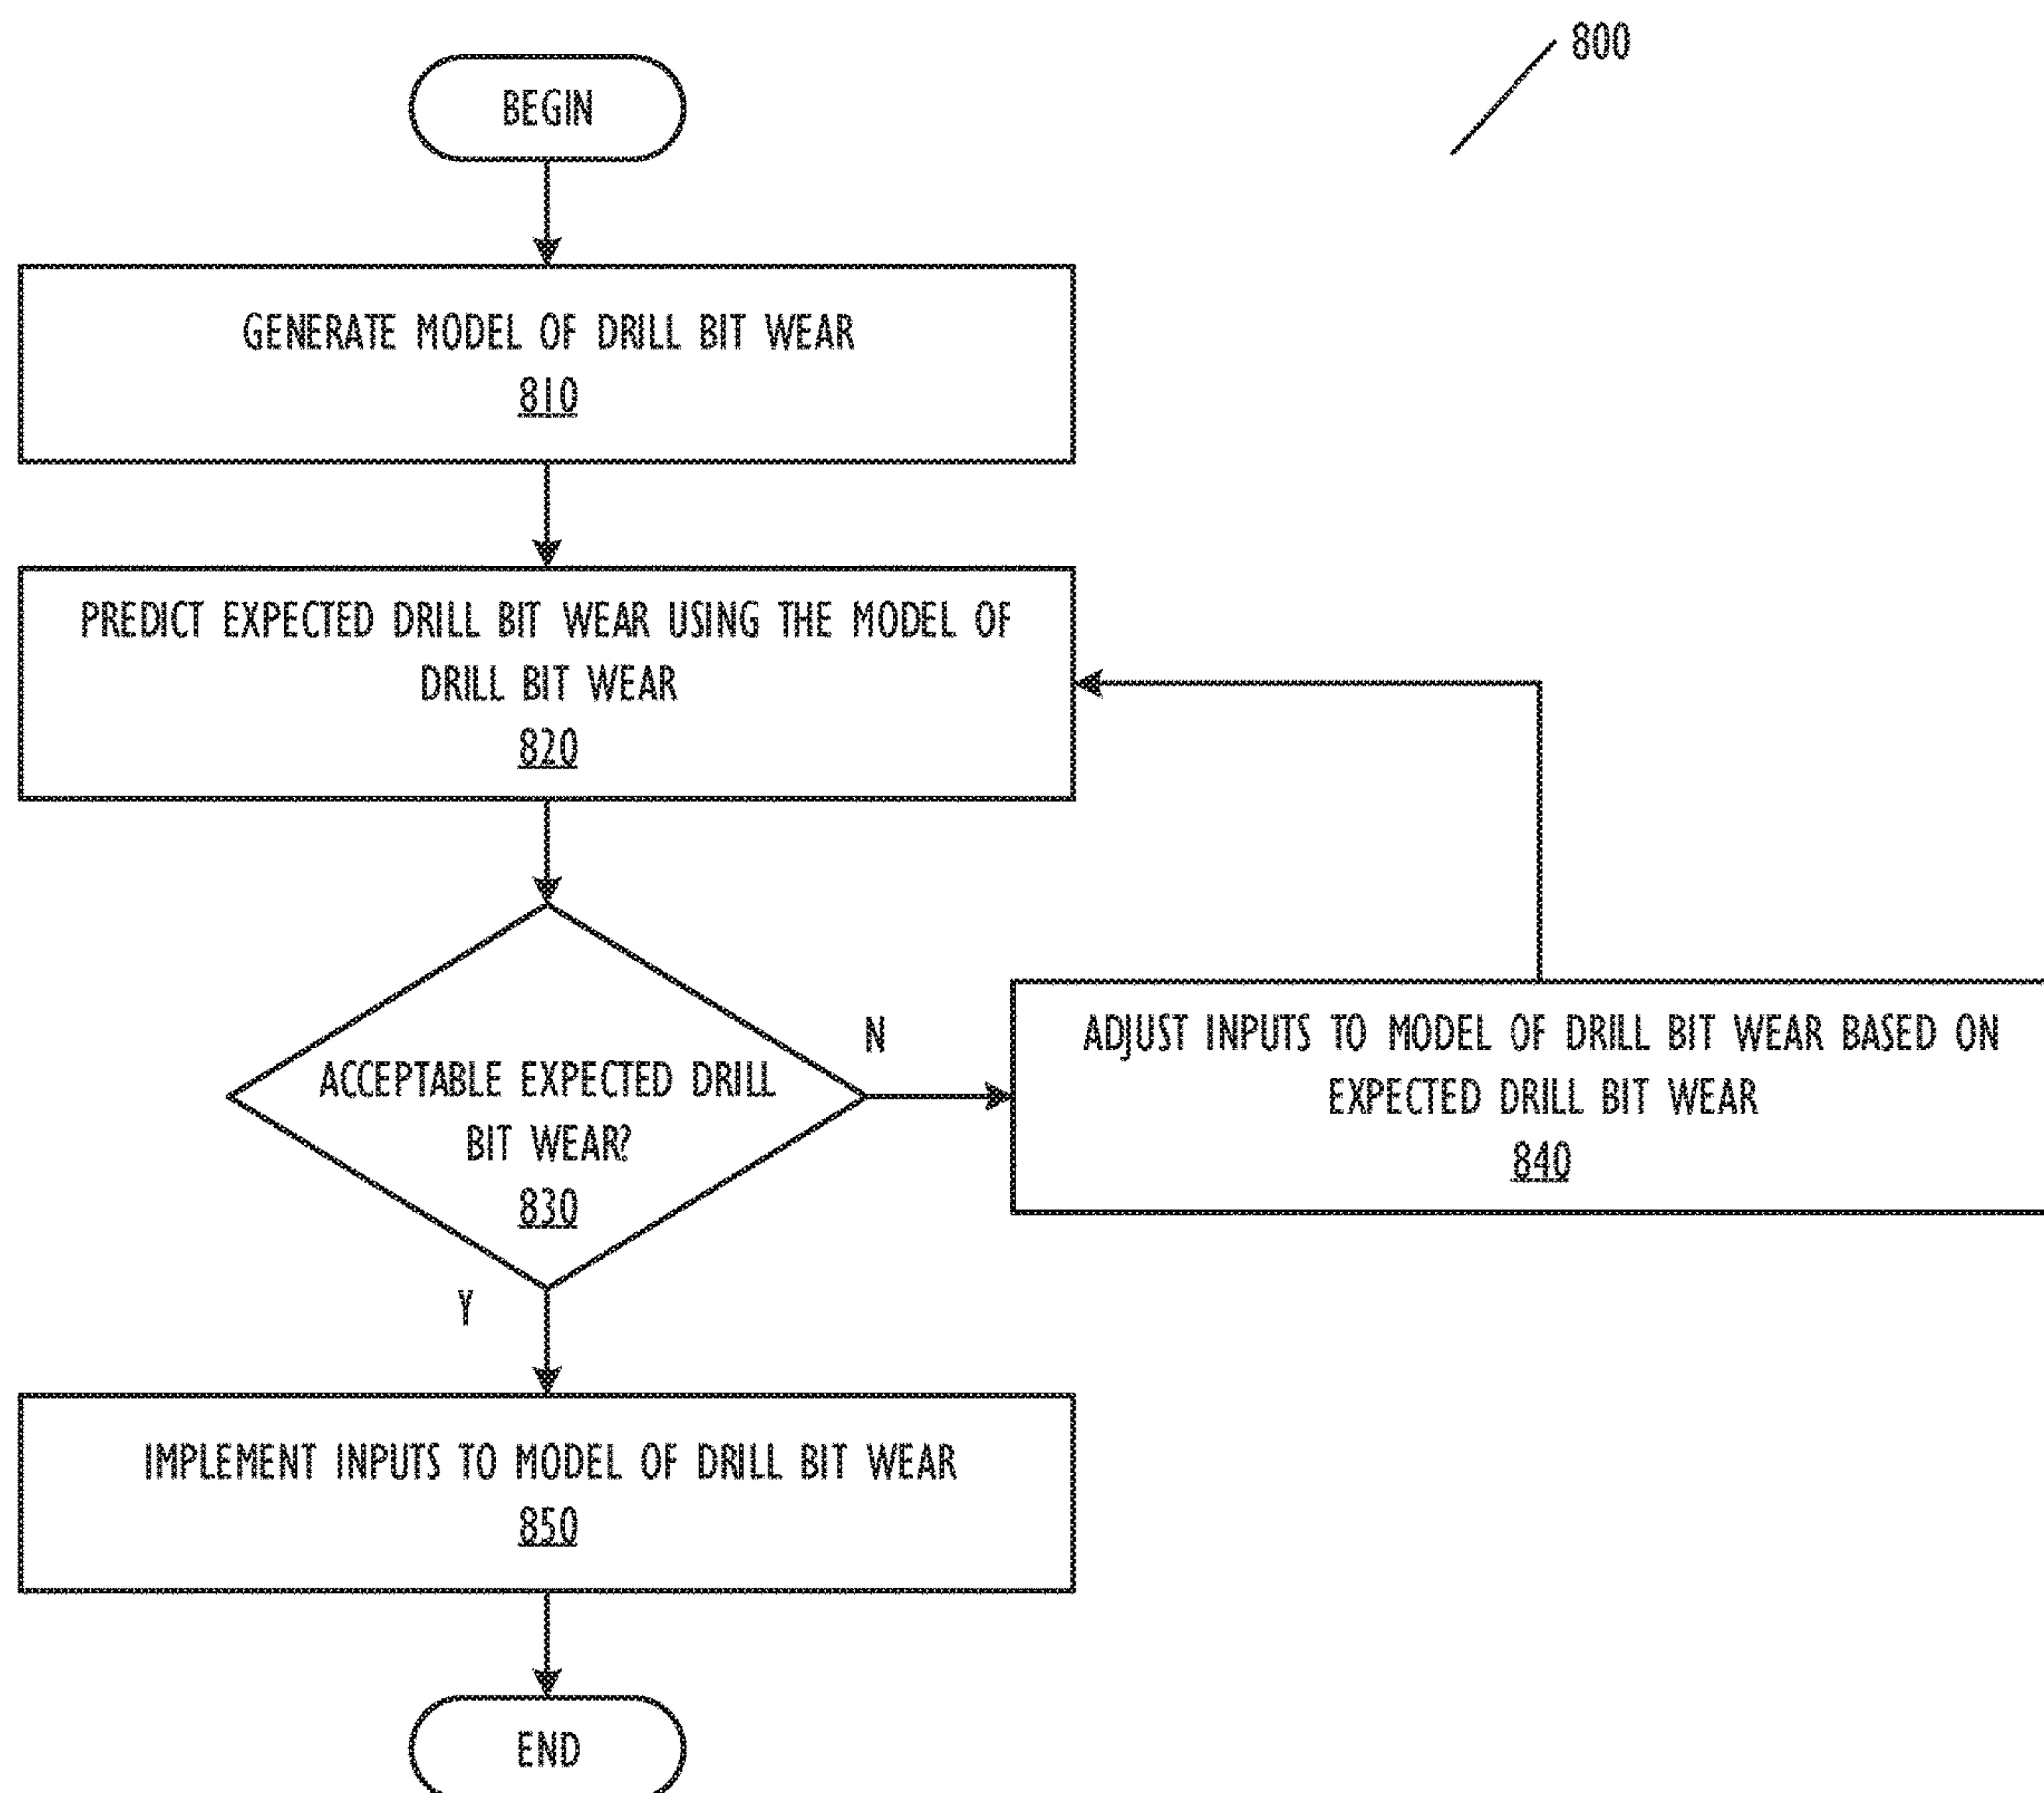 800
BEGIN
GENERATE MODEL OF DRILL BIT WEAR
810
PREDICT EXPECTED DRILL BIT WEAR USING THE MODEL OF
DRILL BIT WEAR
820
ACCEPTABLE EXPECTED DRILL
BIT WEAR?
830
N
ADJUST INPUTS TO MODEL OF DRILL BIT WEAR BASED ON
EXPECTED DRILL BIT WEAR
840
Y
IMPLEMENT INPUTS TO MODEL OF DRILL BIT WEAR
850
END